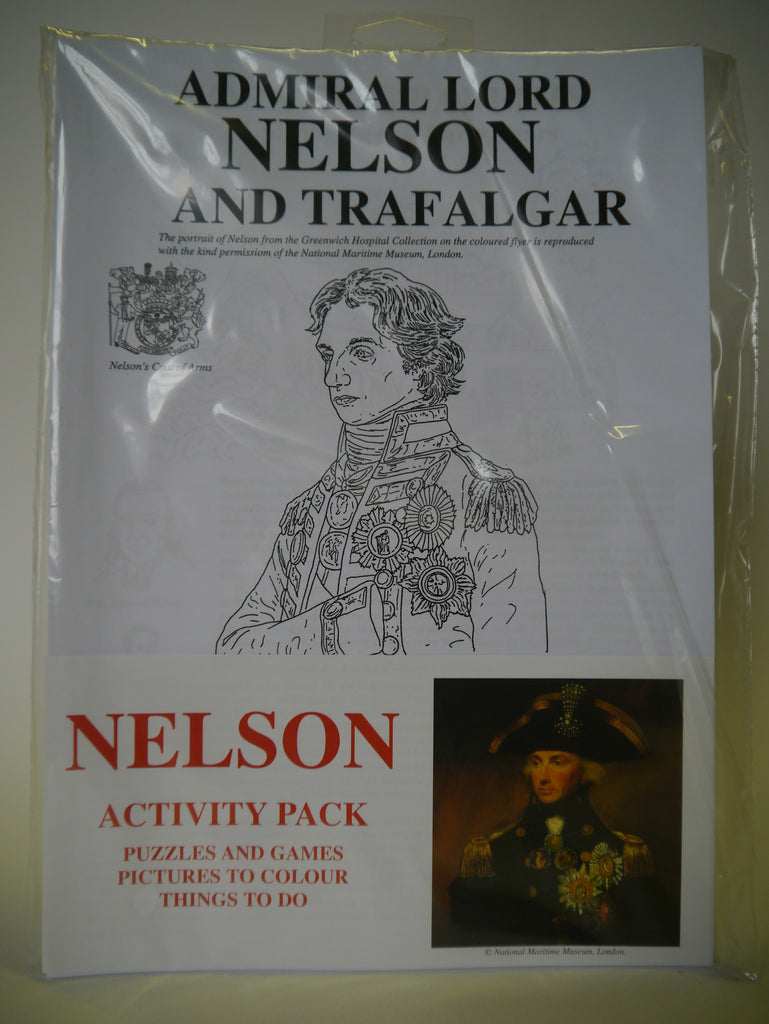 ADMIRAL LORD
NELSON
AND TRAFALGAR
The portrait of Nelson from the Greenwich Hospital Collection on the coloured flyer is reproduced
with the kind permissiom of the National Maritime Museum, London.
Nelson's Coat of Arms
NELSON
ACTIVITY PACK
PUZZLES AND GAMES
PICTURES TO COLOUR
THINGS TO DO
© National Maritime Museum, London.